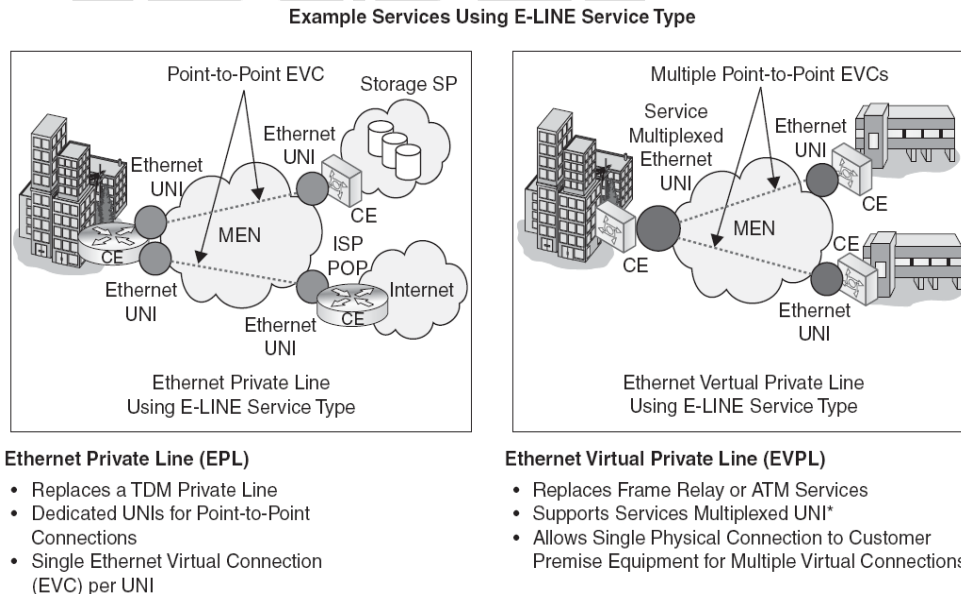 Example Services Using E-LINE Service Type
Point-to-Point EVC
Storage SP
Ethernet
UNI
Ethernet
UNI
CE
MEN
CE
ISP
POP
Internet
Ethernet
UNI
CE
Ethernet
UNI
Ethernet Private Line
Using E-LINE Service Type
Multiple Point-to-Point EVCs
Service
Multiplexed
Ethernet
UNI
Ethernet
UNI
CE
MEN
CE
CE
Ethernet
UNI
Ethernet Vertual Private Line
Using E-LINE Service Type
Ethernet Private Line (EPL)
• Replaces a TDM Private Line
• Dedicated UNIs for Point-to-Point
Connections
• Single Ethernet Virtual Connection
(EVC) per UNI
Ethernet Virtual Private Line (EVPL)
• Replaces Frame Relay or ATM Services
• Supports Services Multiplexed UNI*
• Allows Single Physical Connection to Customer
Premise Equipment for Multiple Virtual Connections